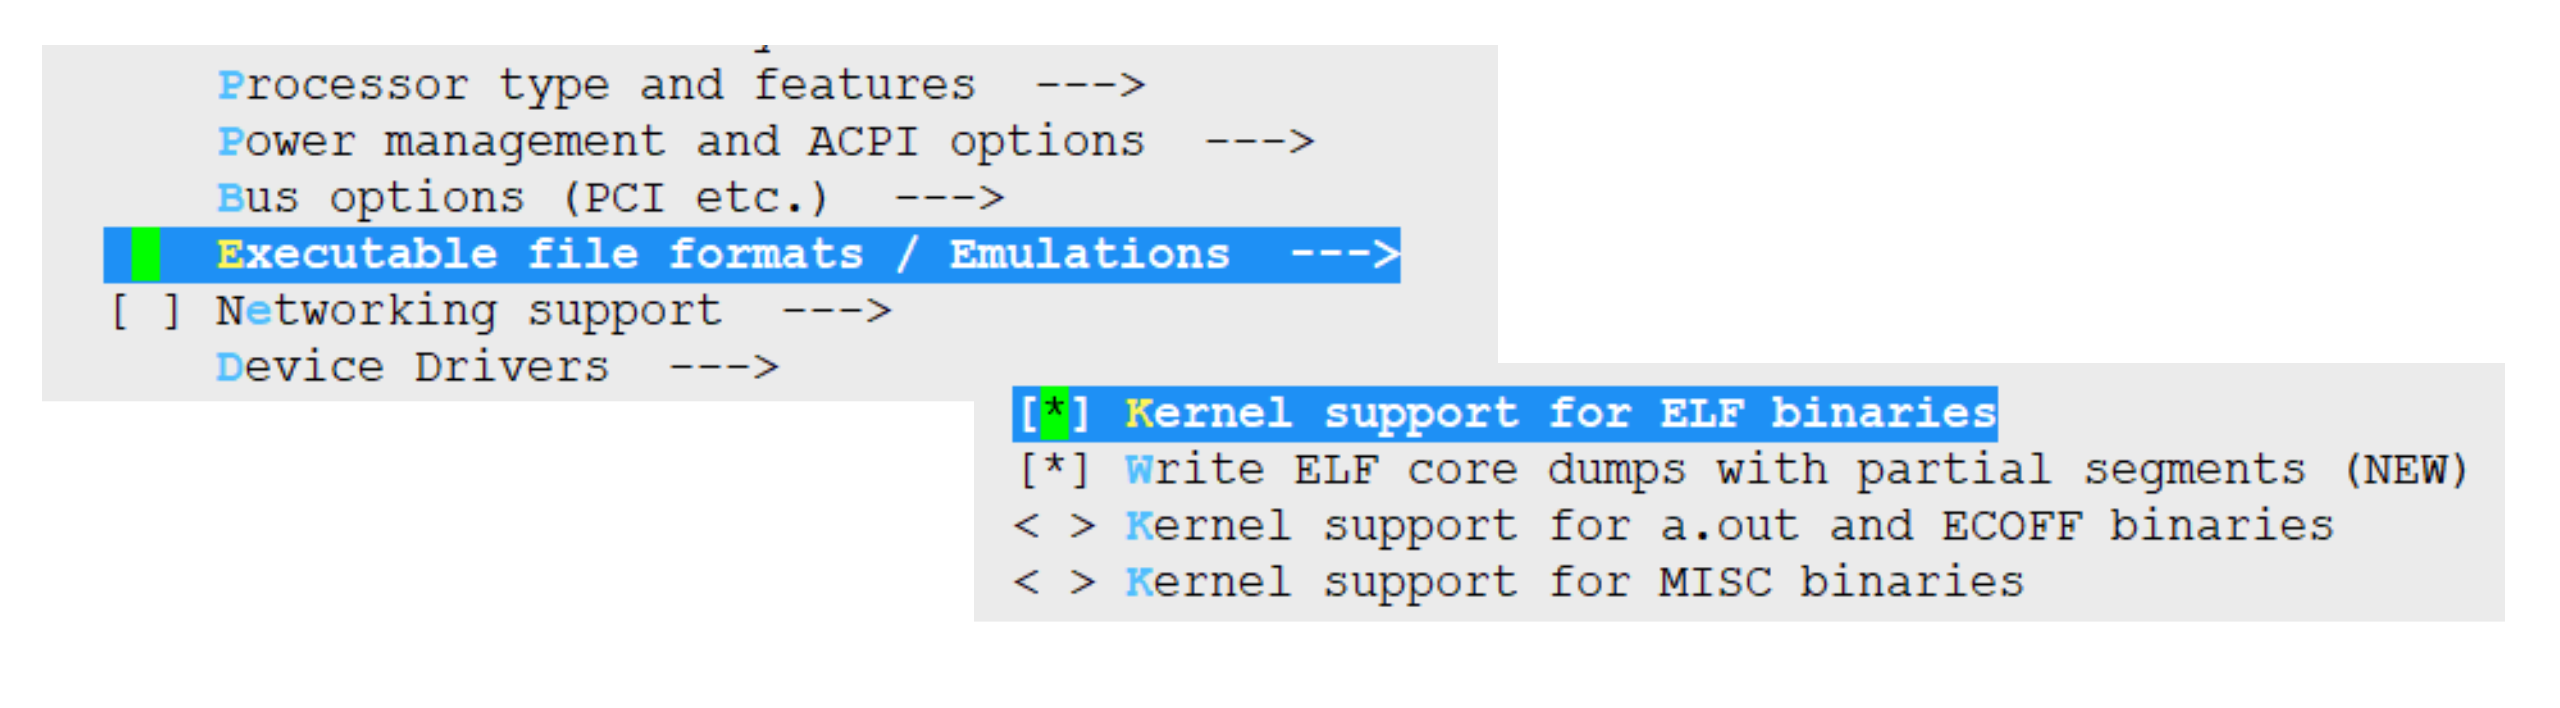 Processor type and features --->
Power management and ACPI options --->
Bus options (PCI etc.) --->
Executable file formats / Emulations --->
[ ] Networking support --->
Device Drivers --->
[*] Kernel support for ELF binaries
[*] Write ELF core dumps with partial segments (NEW)
< > Kernel support for a.out and ECOFF binaries
< > Kernel support for MISC binaries